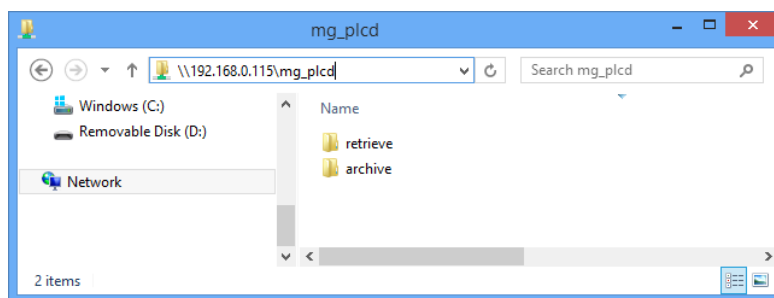 mg_plcd
\\192.168.0.115\mg_plcd
Search mg_plcd
Windows (C:)
Removable Disk (D:)
Network
Name
retrieve
archive
2 items